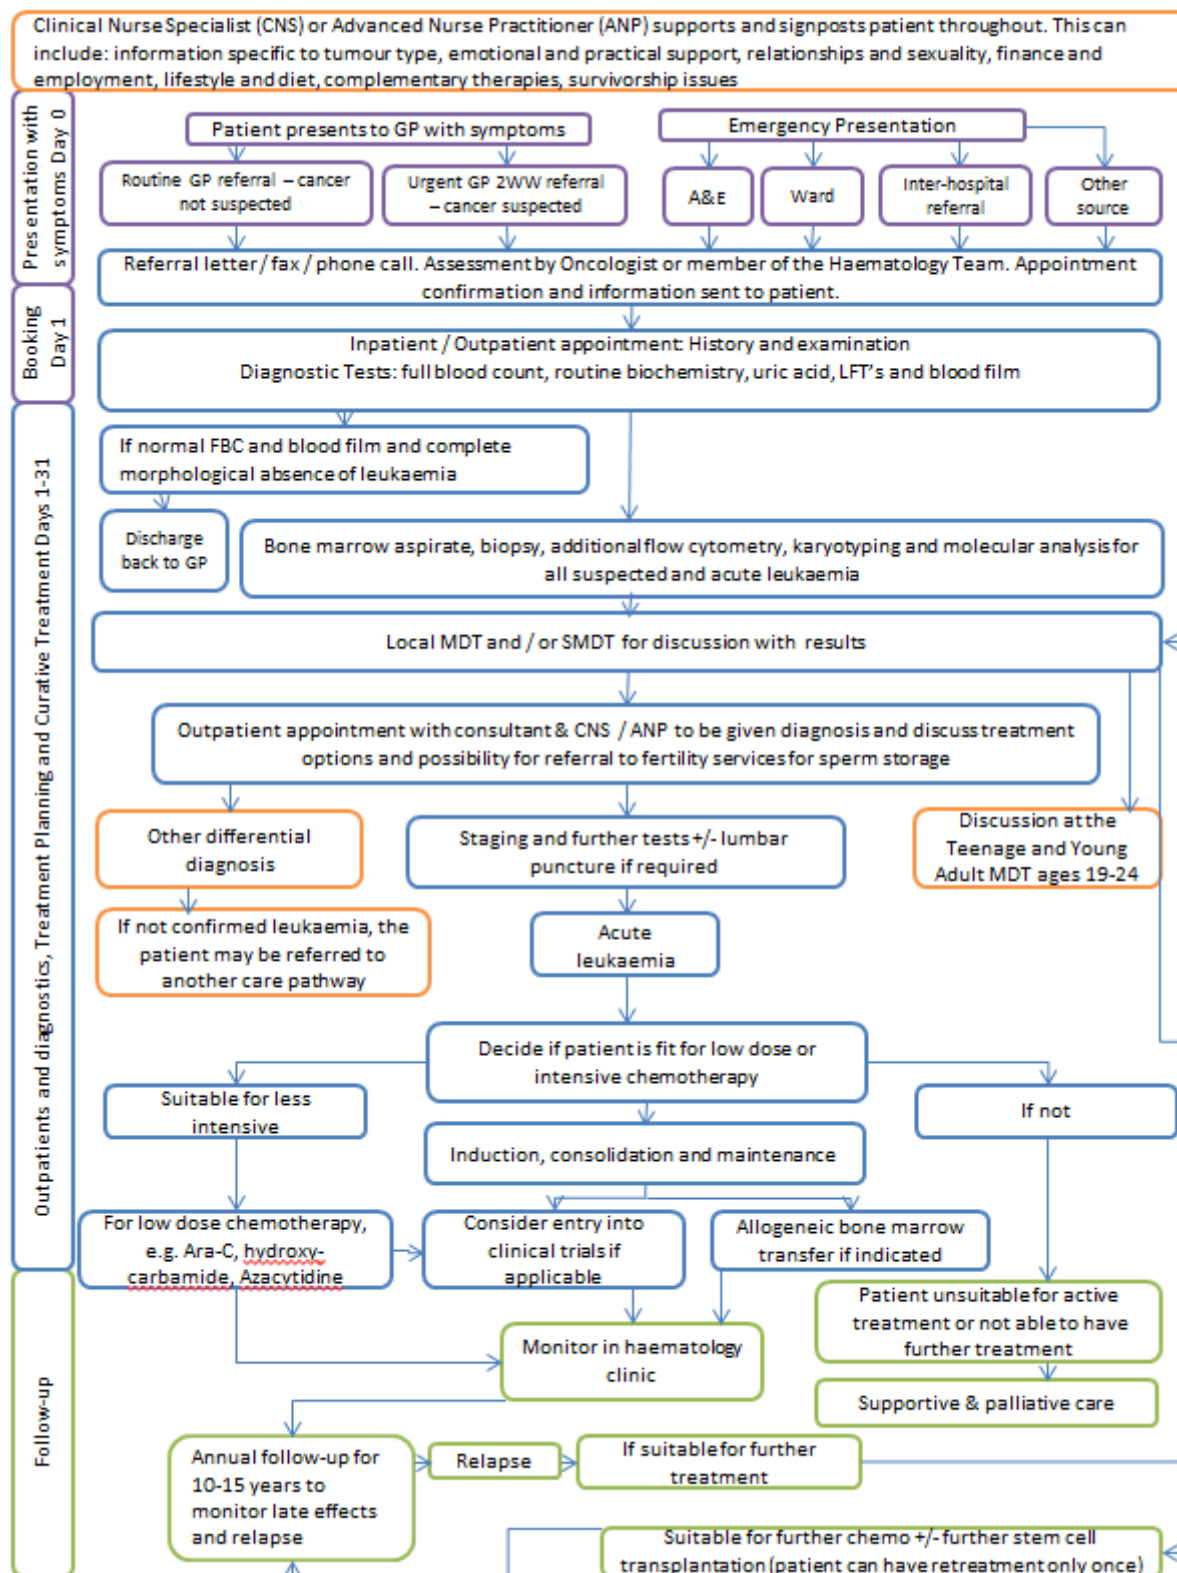 Clinical Nurse Specialist (CNS) or Advanced Nurse Practitioner (ANP) supports and signposts patient throughout. This can
include: information specific to tumour type, emotional and practical support, relationships and sexuality, finance and
employment, lifestyle and diet, complementary therapies, survivorship issues
Presentation with
symptoms Day 0
Patient presents to GP with symptoms
Emergency Presentation
Routine GP referral – cancer
not suspected
Urgent GP 2WW referral
– cancer suspected
A&E
Ward
Inter-hospital
referral
Other
source
Referral letter / fax / phone call. Assessment by Oncologist or member of the Haematology Team. Appointment
confirmation and information sent to patient.
Booking
Day 1
Inpatient / Outpatient appointment: History and examination
Diagnostic Tests: full blood count, routine biochemistry, uric acid, LFT's and blood film
Outpatients and diagnostics, Treatment Planning and Curative Treatment Days 1-31
If normal FBC and blood film and complete
morphological absence of leukaemia
Discharge
back to GP
Bone marrow aspirate, biopsy, additional flow cytometry, karyotyping and molecular analysis for
all suspected and acute leukaemia
Local MDT and / or SMDT for discussion with results
Outpatient appointment with consultant & CNS / ANP to be given diagnosis and discuss treatment
options and possibility for referral to fertility services for sperm storage
Other differential
diagnosis
Staging and further tests +/- lumbar
puncture if required
Discussion at the
Teenage and Young
Adult MDT ages 19-24
If not confirmed leukaemia, the
patient may be referred to
another care pathway
Acute
leukaemia
Decide if patient is fit for low dose or
intensive chemotherapy
Suitable for less
intensive
If not
Induction, consolidation and maintenance
For low dose chemotherapy,
e.g. Ara-C, hydroxy-
carbamide, Azacytidine
Consider entry into
clinical trials if
applicable
Allogeneic bone marrow
transfer if indicated
Follow-up
Patient unsuitable for active
treatment or not able to have
further treatment
Monitor in haematology
clinic
Supportive & palliative care
Annual follow-up for
10-15 years to
monitor late effects
and relapse
Relapse
If suitable for further
treatment
Suitable for further chemo +/- further stem cell
transplantation (patient can have retreatment only once)